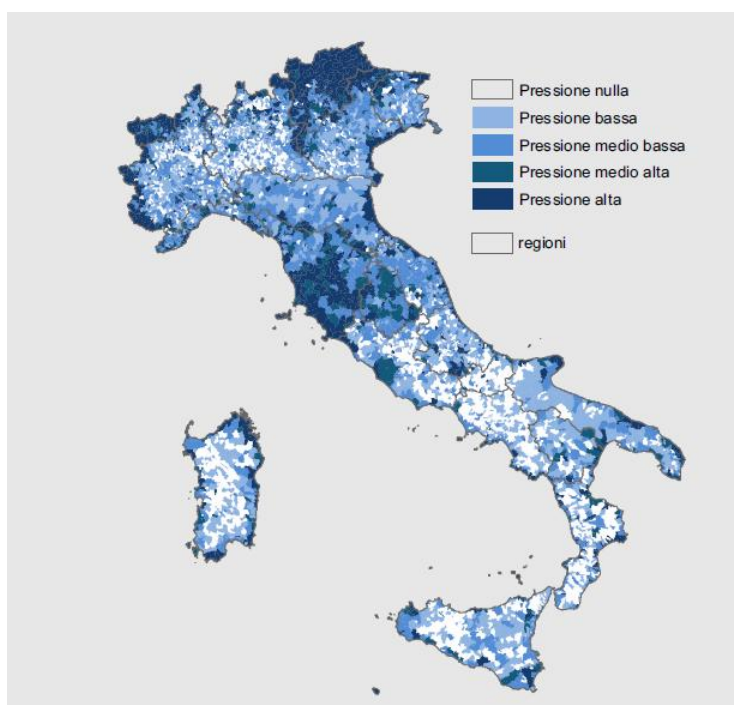 Pressione nulla
Pressione bassa
Pressione medio bassa
Pressione medio alta
Pressione alta
regioni